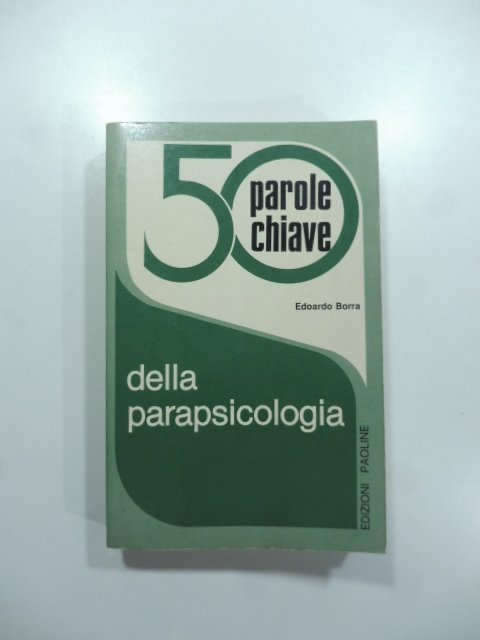 50 parole
chiave
Edoardo Borra
della
parapsicologia
EDIZIONI PAOLINE